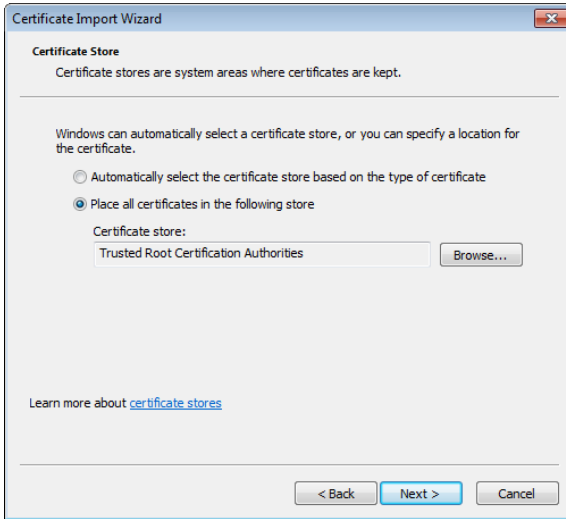 Certificate Import Wizard
Certificate Store
Certificate stores are system areas where certificates are kept.
Windows can automatically select a certificate store, or you can specify a location for
the certificate.
Automatically select the certificate store based on the type of certificate
Place all certificates in the following store
Certificate store:
Trusted Root Certification Authorities
Browse...
Learn more about certificate stores
< Back
Next >
Cancel